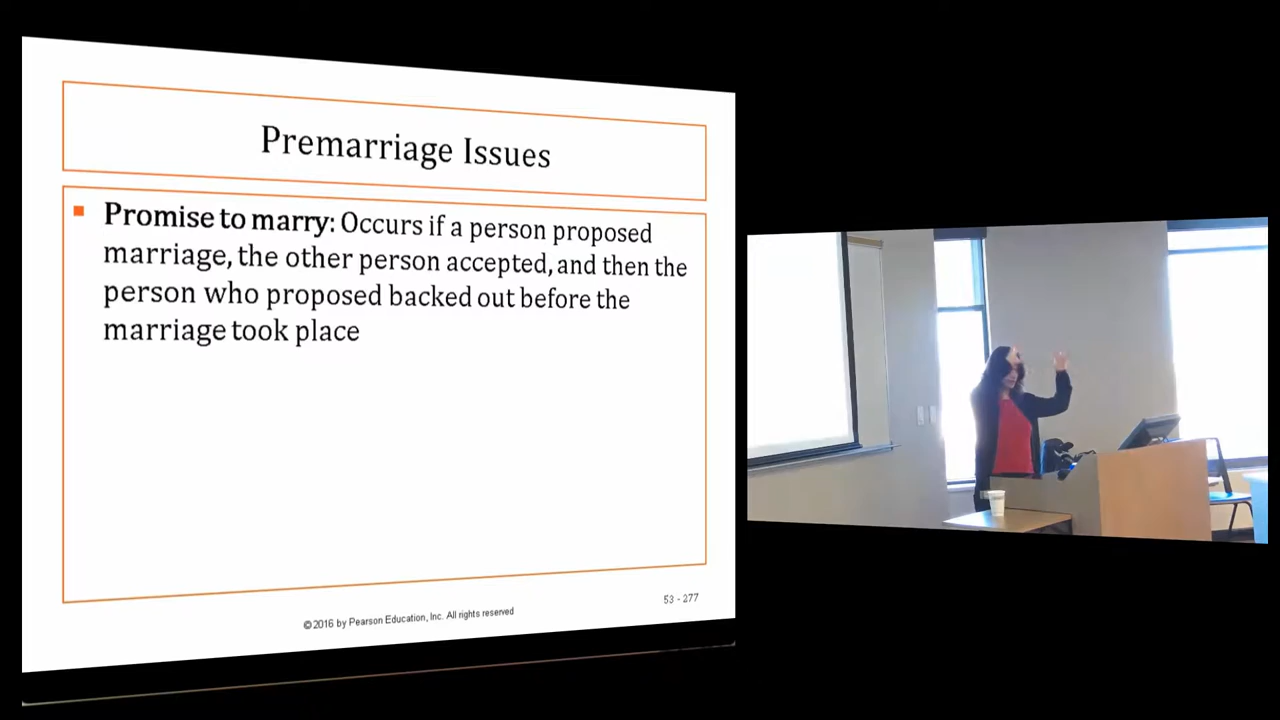 Premarriage Issues
Promise to marry: Occurs if a person proposed
marriage, the other person accepted, and then the
person who proposed backed out before the
marriage took place
53 - 277
©2016 by Pearson Education, Inc. All rights reserved